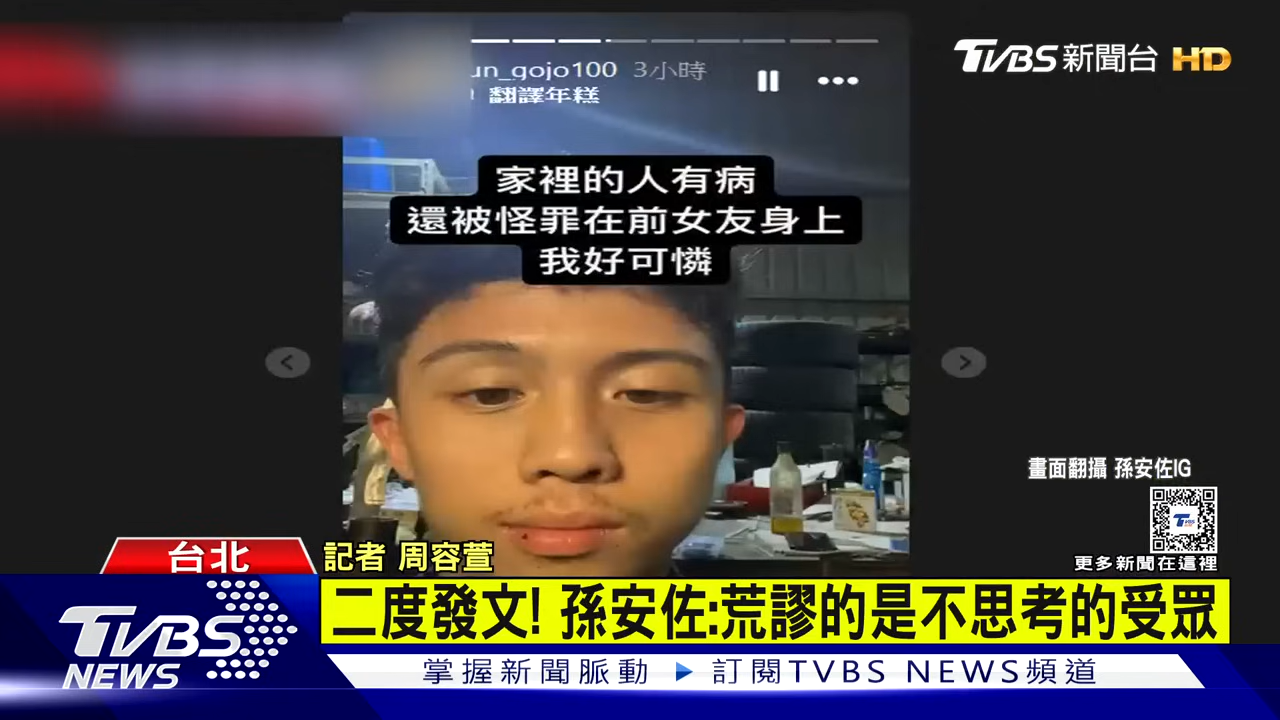 TVBS新聞台 HD
un_gojo100 3小時
翻譯年糕
家裡的人有病
還被怪罪在前女友身上
我好可憐
畫面翻攝 孫安佐IG
TVBS
更多新聞在這裡
台北
記者 周容萱
二度發文! 孫安佐:荒謬的是不思考的受眾
TVBS NEWS
掌握新聞脈動 訂閱TVBS NEWS頻道